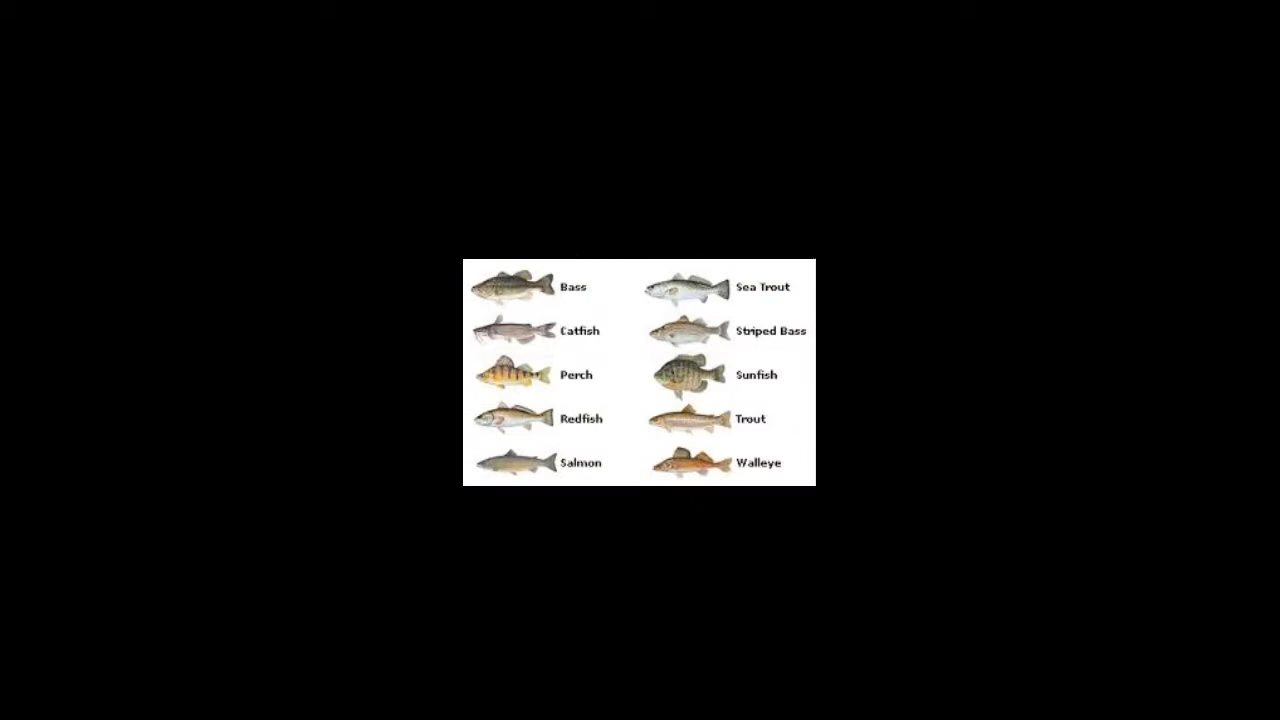 Bass
Catfish
Perch
Redfish
Salmon
Sea Trout
Striped Bass
Sunfish
Trout
Walleye